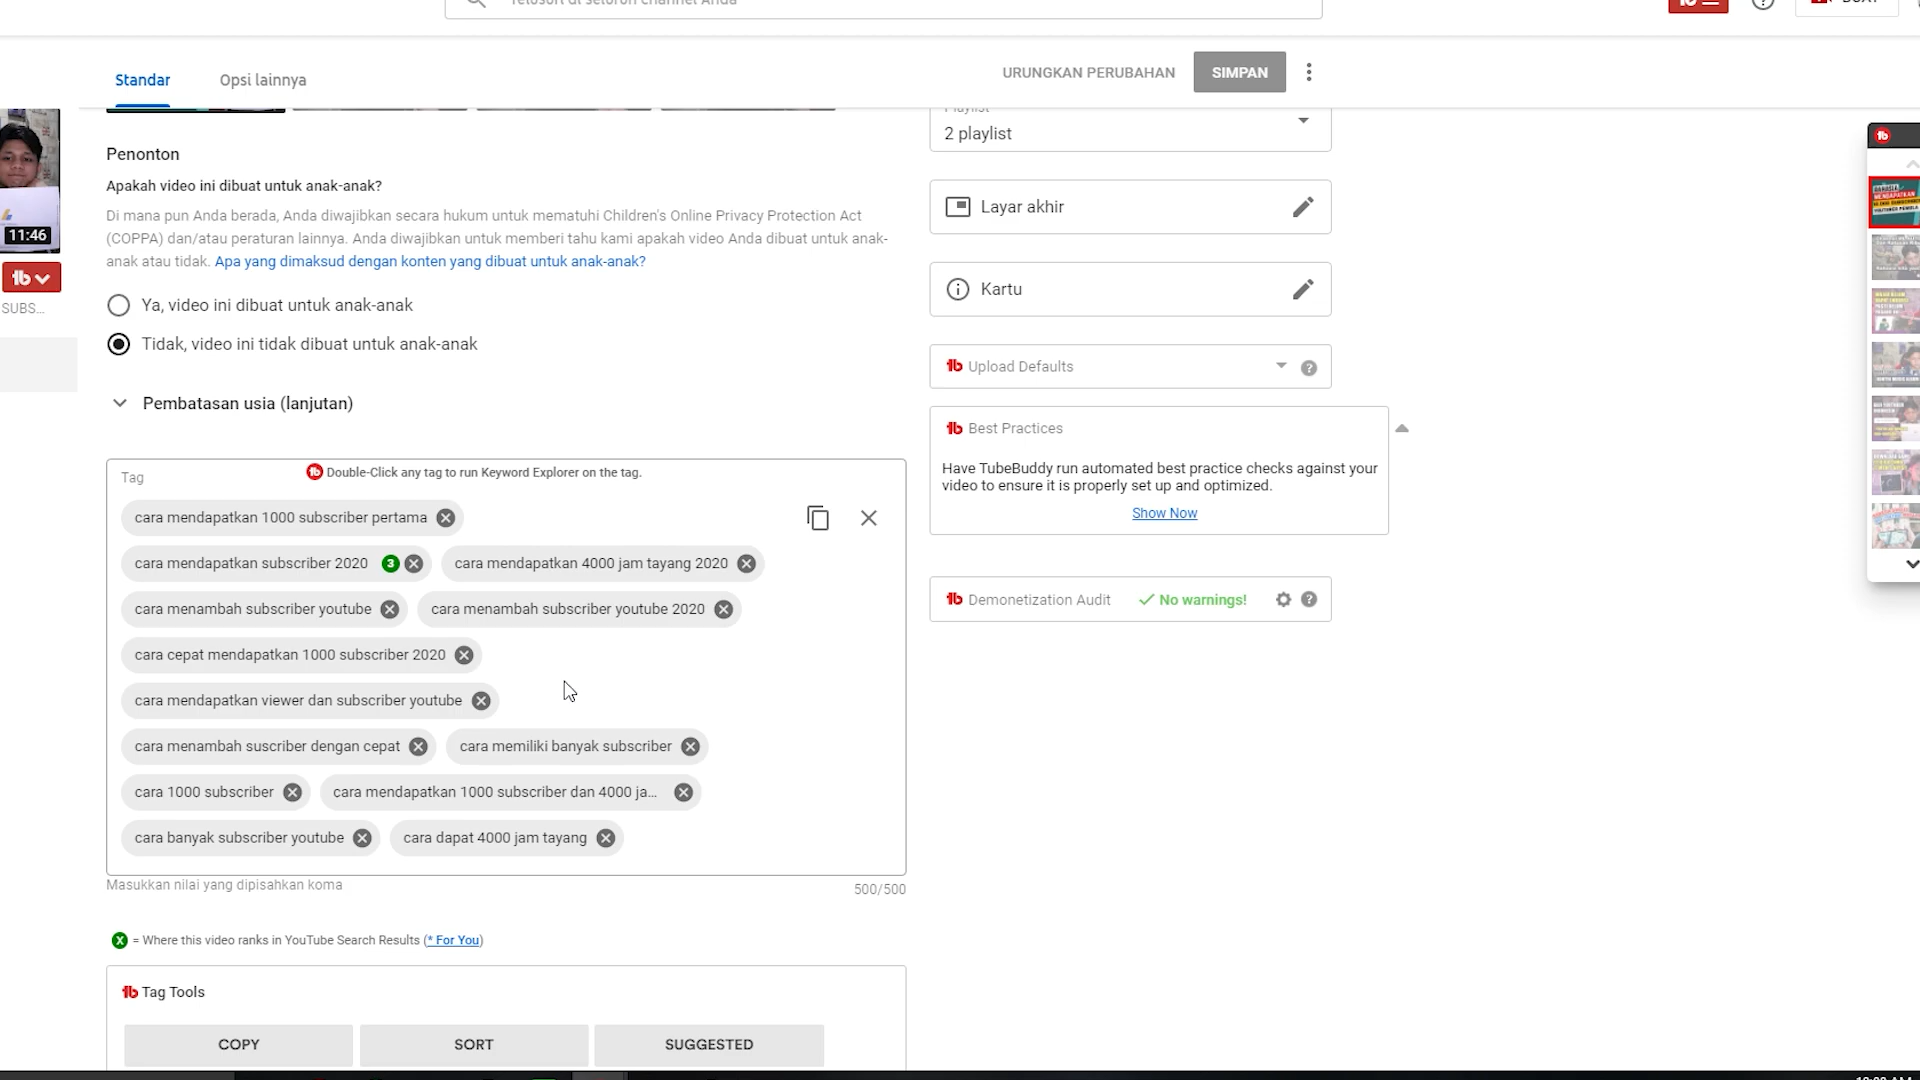 Telusuri di seluruh channel Anda
Standar
Opsi lainnya
URUNGKAN PERUBAHAN
SIMPAN
Playlist
2 playlist
Penonton
Apakah video ini dibuat untuk anak-anak?
Di mana pun Anda berada, Anda diwajibkan secara hukum untuk mematuhi Children's Online Privacy Protection Act
(COPPA) dan/atau peraturan lainnya. Anda diwajibkan untuk memberi tahu kami apakah video Anda dibuat untuk anak-
anak atau tidak. Apa yang dimaksud dengan konten yang dibuat untuk anak-anak?
Ya, video ini dibuat untuk anak-anak
Tidak, video ini tidak dibuat untuk anak-anak
Pembatasan usia (lanjutan)
11:46
SUBS...
Layar akhir
Kartu
Upload Defaults
Best Practices
Have TubeBuddy run automated best practice checks against your
video to ensure it is properly set up and optimized.
Show Now
Demonetization Audit
No warnings!
Tag
Double-Click any tag to run Keyword Explorer on the tag.
cara mendapatkan 1000 subscriber pertama
cara mendapatkan subscriber 2020 3
cara mendapatkan 4000 jam tayang 2020
cara menambah subscriber youtube
cara menambah subscriber youtube 2020
cara cepat mendapatkan 1000 subscriber 2020
cara mendapatkan viewer dan subscriber youtube
cara menambah suscriber dengan cepat
cara memiliki banyak subscriber
cara 1000 subscriber
cara mendapatkan 1000 subscriber dan 4000 ja...
cara banyak subscriber youtube
cara dapat 4000 jam tayang
Masukkan nilai yang dipisahkan koma
500/500
X = Where this video ranks in YouTube Search Results (* For You)
Tag Tools
COPY
SORT
SUGGESTED